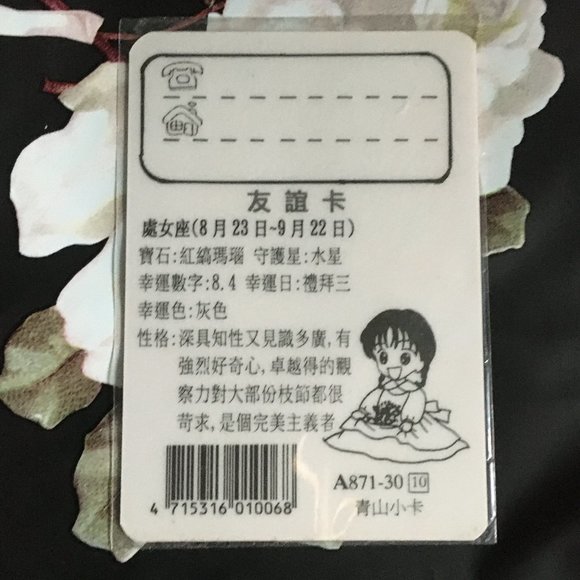 友誼卡
處女座(8月23日~9月22日)
寶石:紅縞瑪瑙 守護星:水星
幸運數字:8.4 幸運日:禮拜三
幸運色:灰色
性格:深具知性又見識多廣,有
強烈好奇心,卓越得的觀
察力對大部份枝節都很
苛求,是個完美主義者
A871-30 10
4 715316 010068
青山小卡